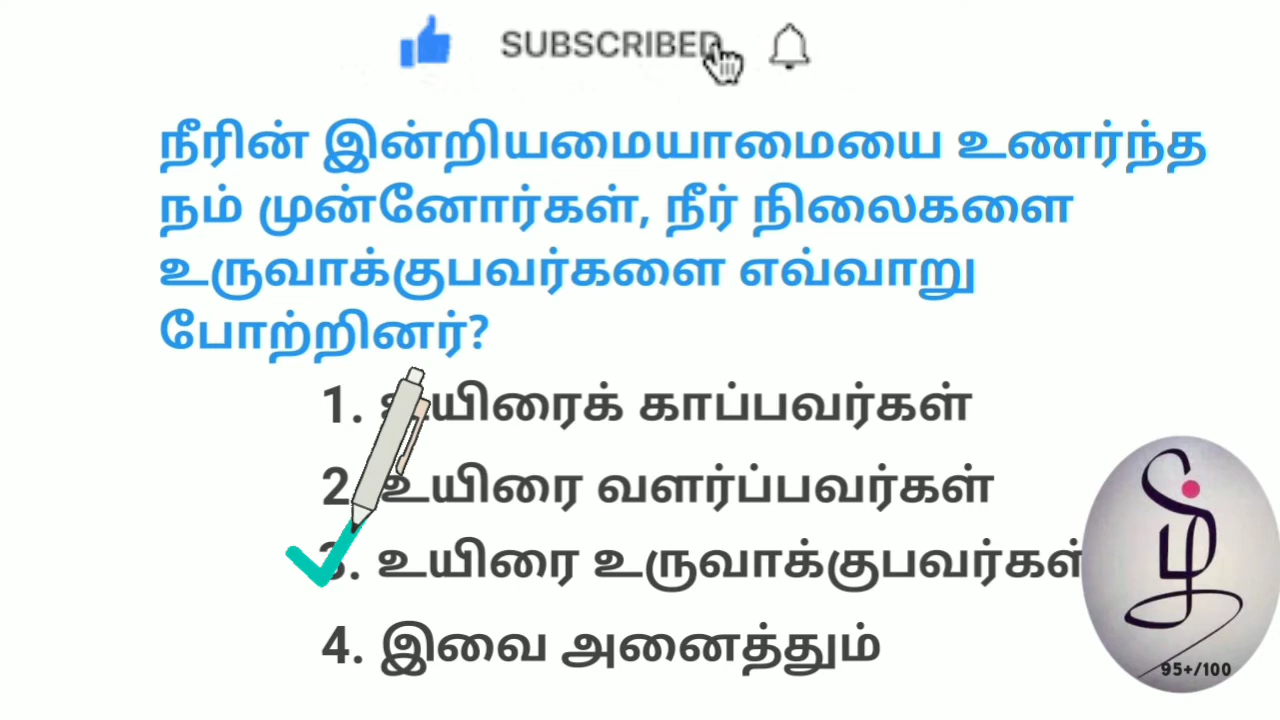 SUBSCRIBED
நீரின் இன்றியமையாமையை உணர்ந்த
நம் முன்னோர்கள், நீர் நிலைகளை
உருவாக்குபவர்களை எவ்வாறு
போற்றினர்?
1. உயிரைக் காப்பவர்கள்
2. உயிரை வளர்ப்பவர்கள்
3. உயிரை உருவாக்குபவர்கள்
4. இவை அனைத்தும்
95+/100